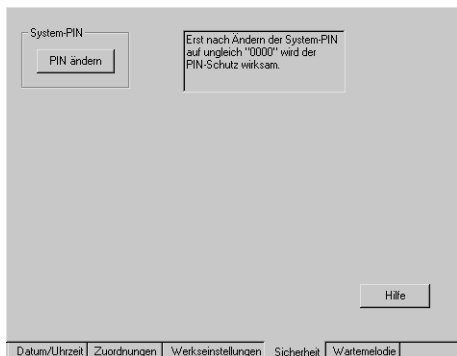 System-PIN
PIN ändern
Erst nach Ändern der System-PIN
auf ungleich "0000" wird der
PIN-Schutz wirksam.
Hilfe
Datum/Uhrzeit Zuordnungen Werkseinstellungen Sicherheit Wartemelodie